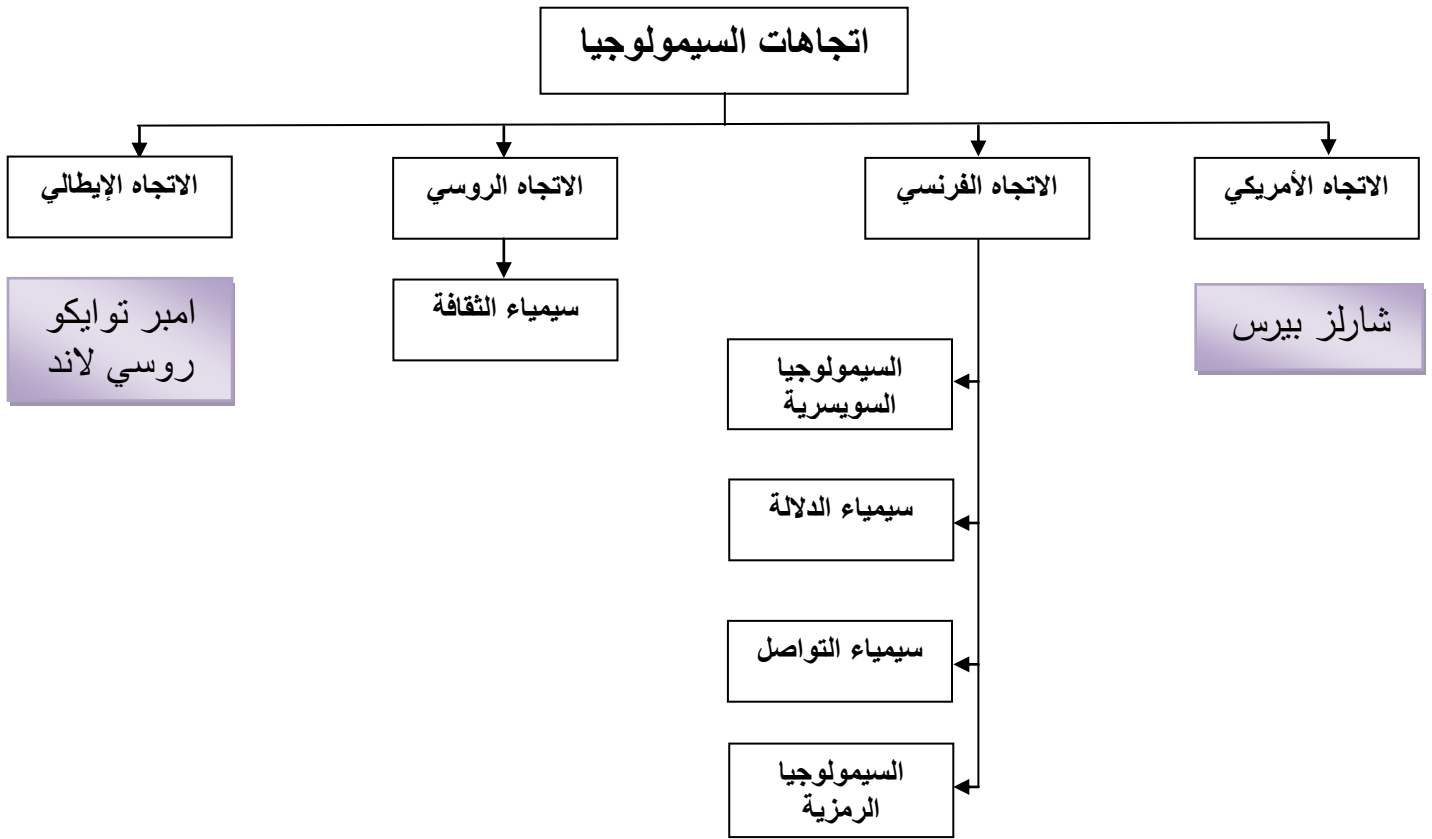 اتجاهات السيمولوجيا
الاتجاه الأمريكي
الاتجاه الفرنسي
الاتجاه الروسي
الاتجاه الإيطالي
شارلز بيرس
سيمياء الثقافة
امبر توايكو
روسي لاند
السيمولوجيا
السويسرية
سيمياء الدلالة
سيمياء التواصل
السيمولوجيا
الرمزية